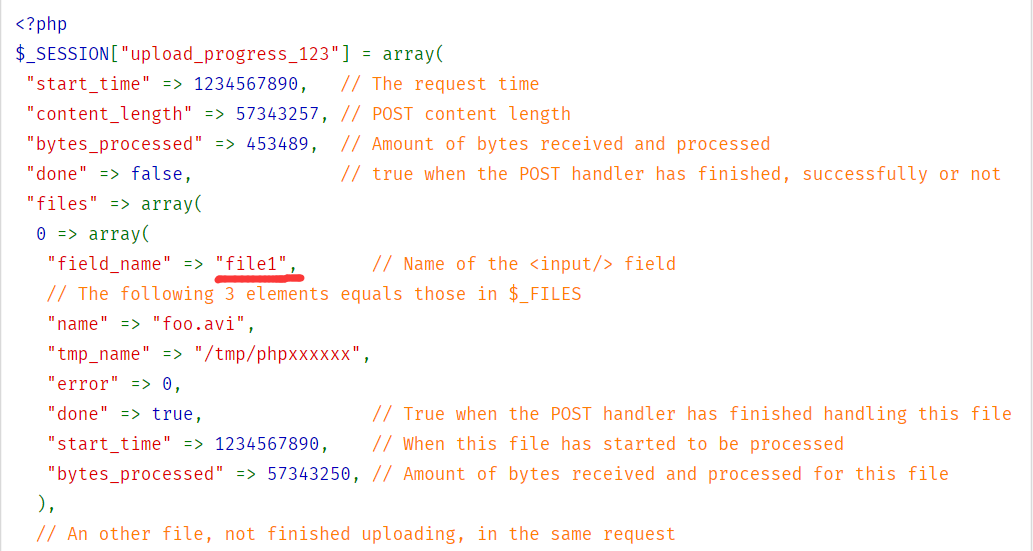 <?php
$_SESSION["upload_progress_123"] = array(
"start_time" => 1234567890, // The request time
"content_length" => 57343257, // POST content length
"bytes_processed" => 453489, // Amount of bytes received and processed
"done" => false, // true when the POST handler has finished, successfully or not
"files" => array(
0 => array(
"field_name" => "file1", // Name of the <input/> field
// The following 3 elements equals those in $_FILES
"name" => "foo.avi",
"tmp_name" => "/tmp/phpxxxxxx",
"error" => 0,
"done" => true, // True when the POST handler has finished handling this file
"start_time" => 1234567890, // When this file has started to be processed
"bytes_processed" => 57343250, // Amount of bytes received and processed for this file
),
// An other file, not finished uploading, in the same request